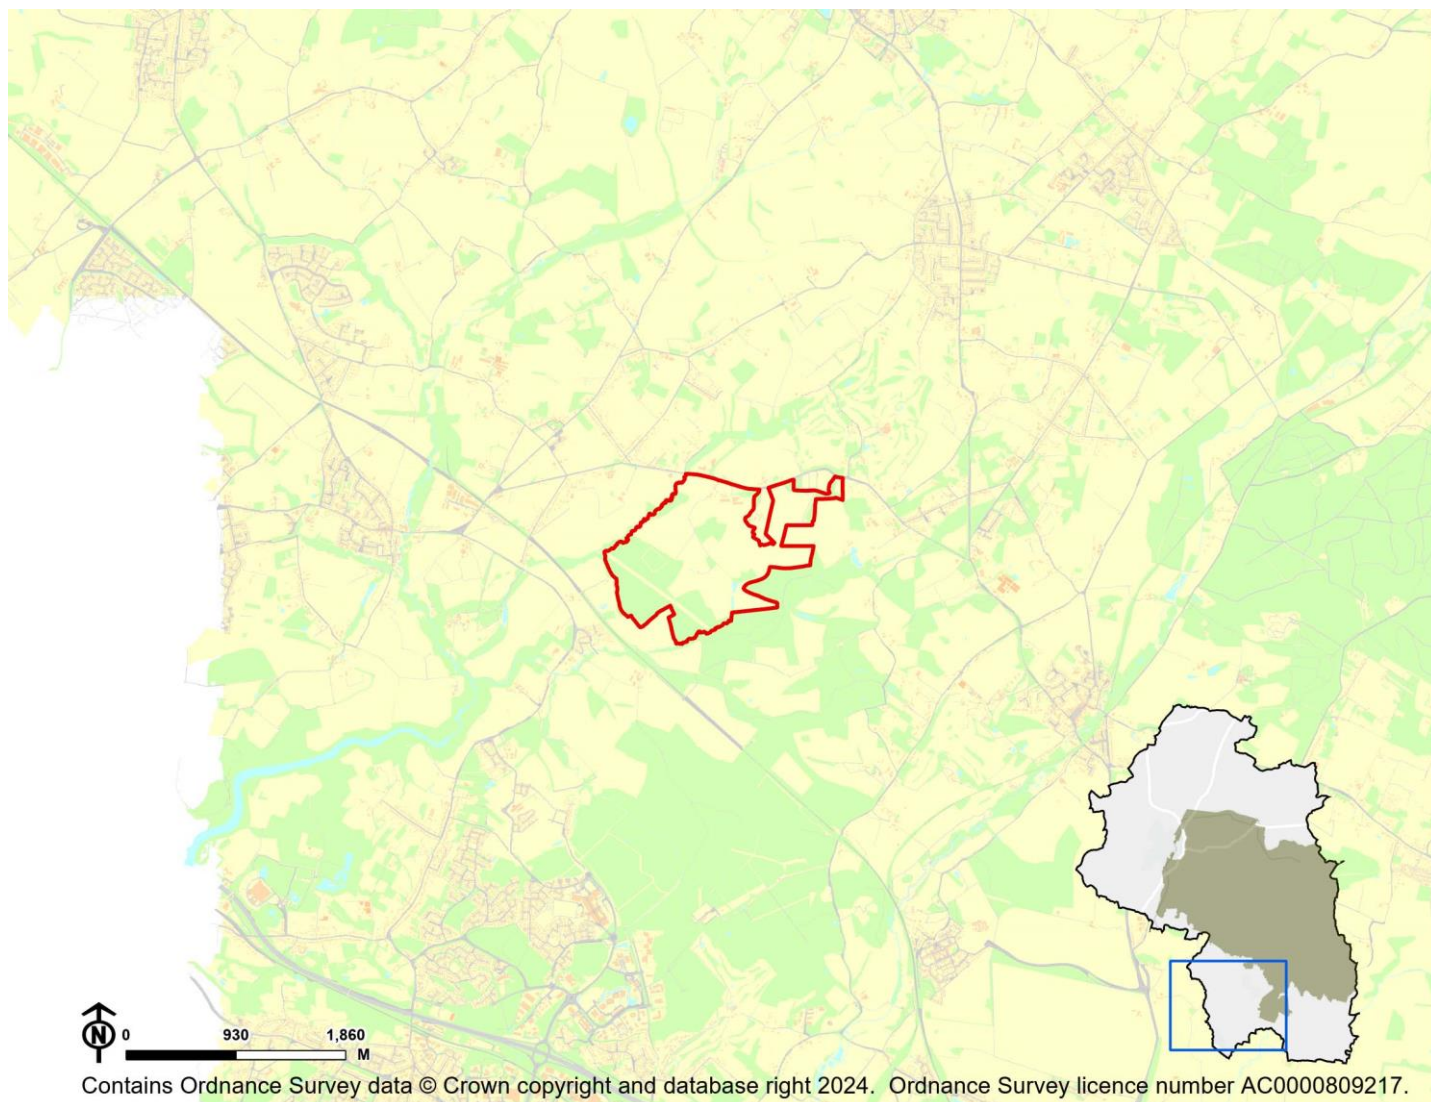 N
0 930 1,860
M
Contains Ordnance Survey data © Crown copyright and database right 2024. Ordnance Survey licence number AC0000809217.